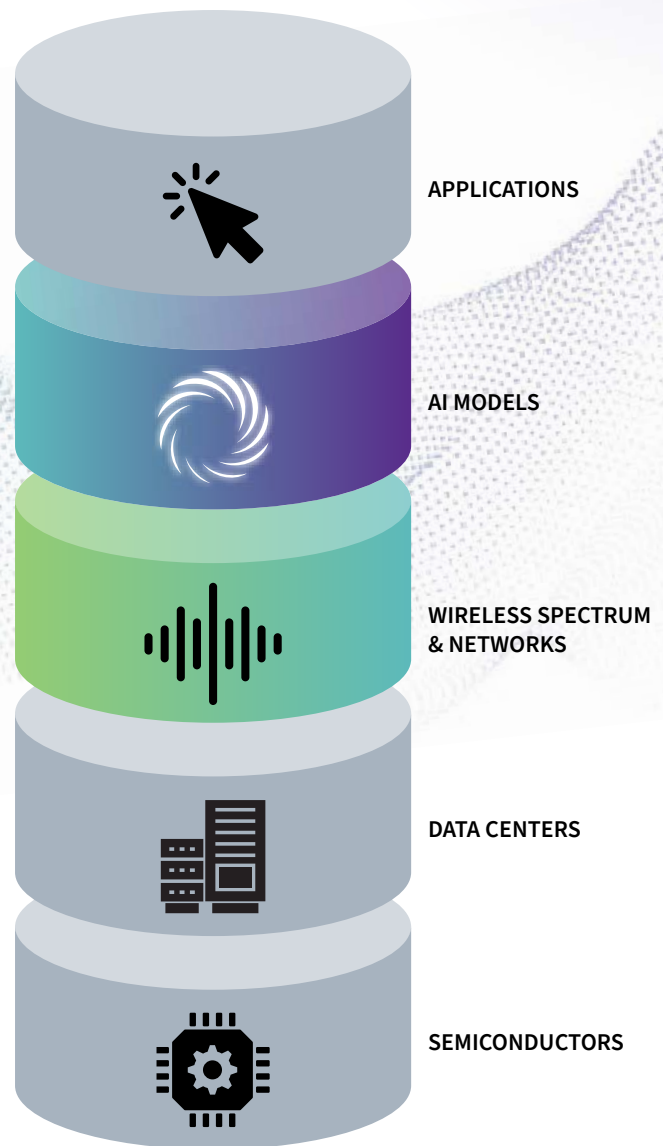 APPLICATIONS
AI MODELS
WIRELESS SPECTRUM
& NETWORKS
DATA CENTERS
SEMICONDUCTORS